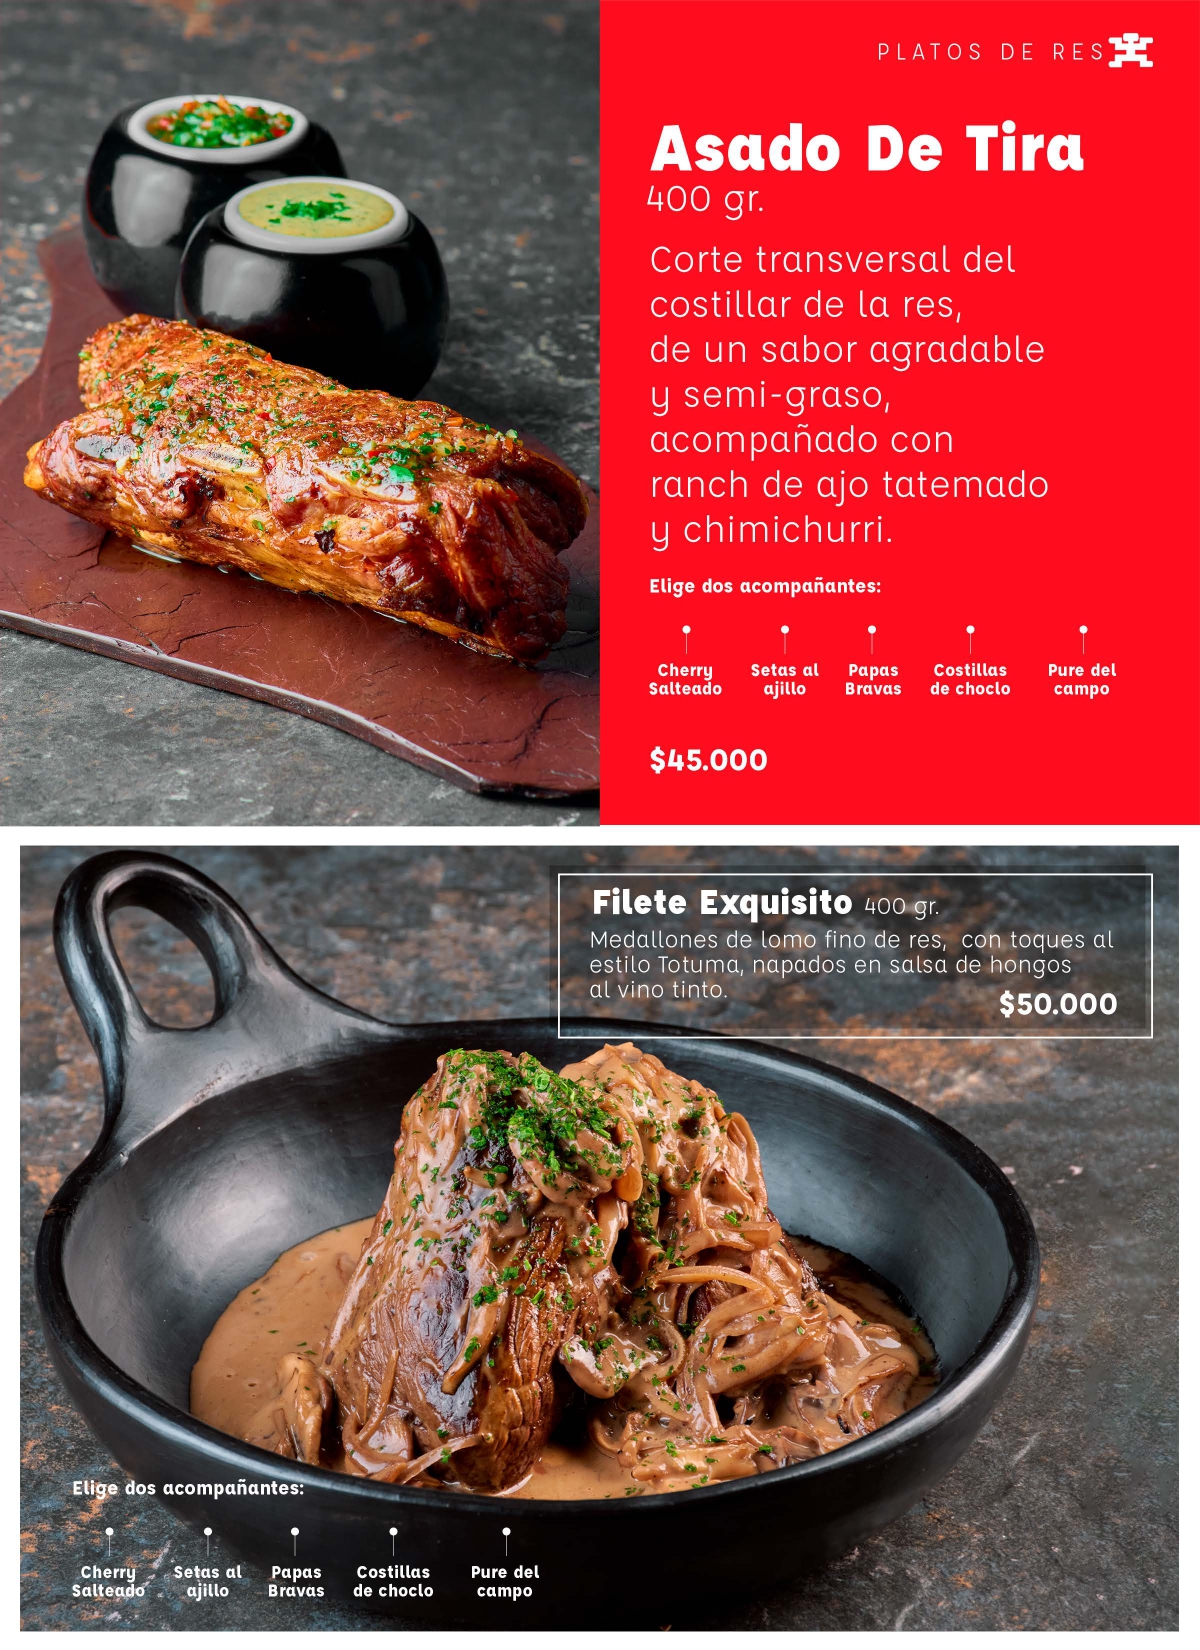 PLATOS DE RES
Asado De Tira
400 gr.
Corte transversal del
costillar de la res,
de un sabor agradable
y semi-graso,
acompañado con
ranch de ajo tatemado
y chimichurri.
Elige dos acompañantes:
Cherry Salteado
Setas al ajillo
Papas Bravas
Costillas de choclo
Pure del campo
$45.000
Filete Exquisito 400 gr.
Medallones de lomo fino de res, con toques al
estilo Totuma, napados en salsa de hongos
al vino tinto.
$50.000
Elige dos acompañantes:
Cherry Salteado
Setas al ajillo
Papas Bravas
Costillas de choclo
Pure del campo